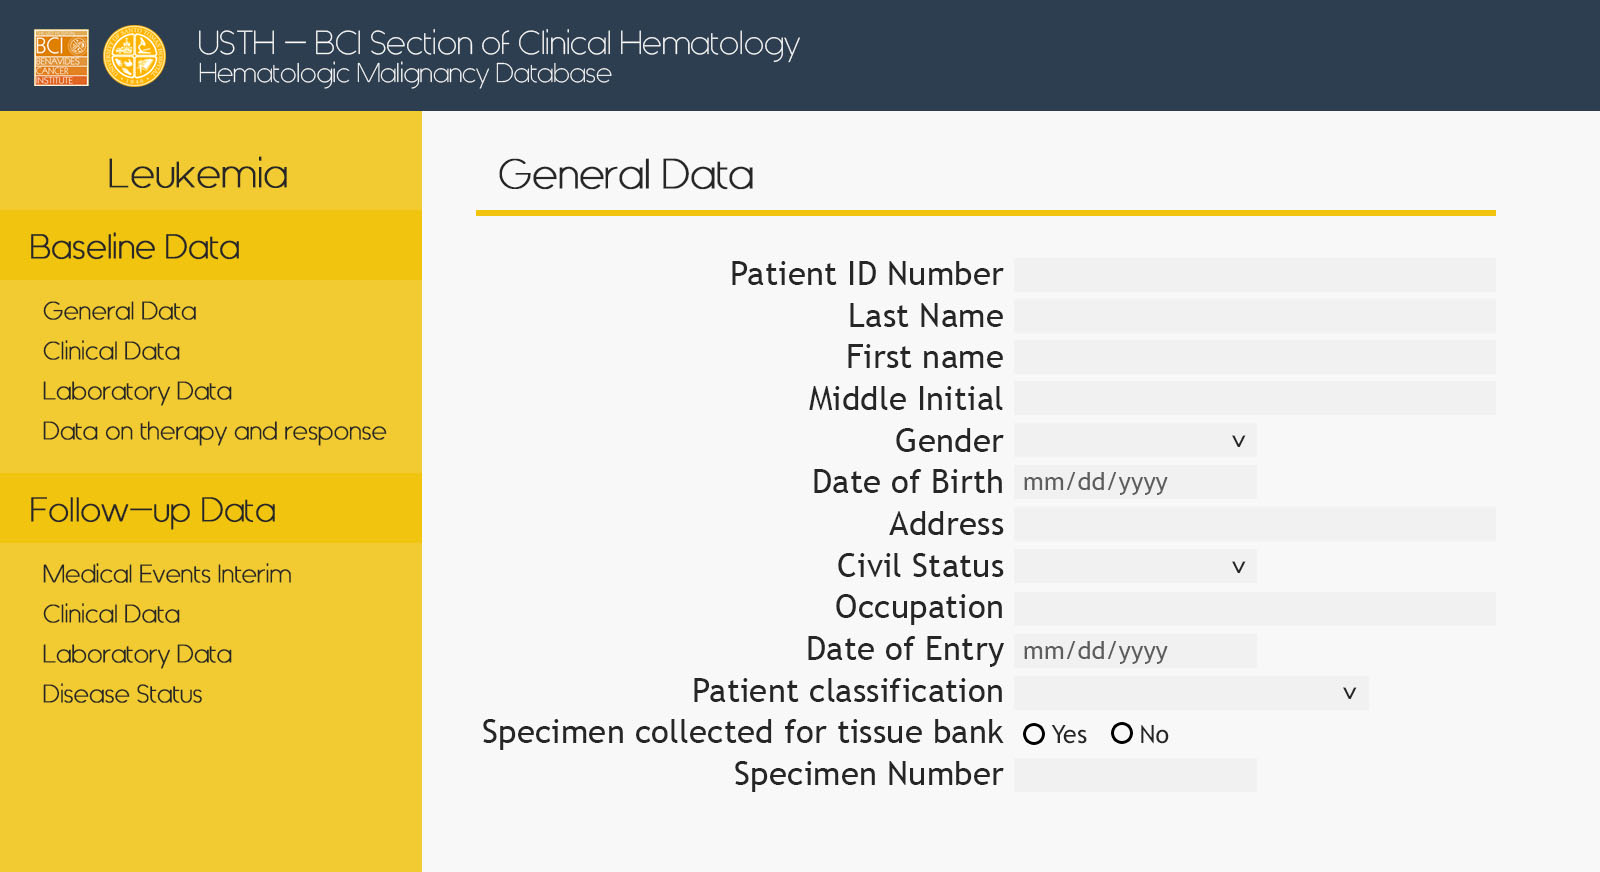 BCI
BENAVIDES
CANCER
INSTITUTE
USTH – BCI Section of Clinical Hematology
Hematologic Malignancy Database
Leukemia
Baseline Data
General Data
Clinical Data
Laboratory Data
Data on therapy and response
Follow-up Data
Medical Events Interim
Clinical Data
Laboratory Data
Disease Status
General Data
Patient ID Number
Last Name
First name
Middle Initial
Gender
Date of Birth mm/dd/yyyy
Address
Civil Status
Occupation
Date of Entry mm/dd/yyyy
Patient classification
Specimen collected for tissue bank Yes No
Specimen Number